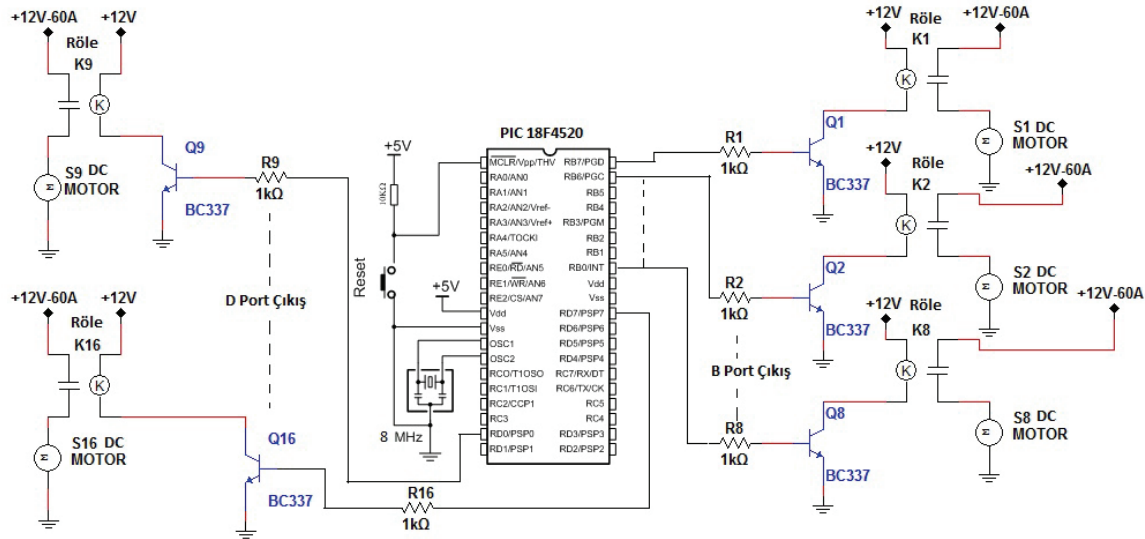 +12V-60A
+12V
Röle
K9
S9 DC
MOTOR
Q9
BC337
R9
1kΩ
+12V-60A
+12V
Röle
K16
S16 DC
MOTOR
Q16
BC337
R16
1kΩ
D Port Çıkış
+5V
10KΩ
Reset
+5V
8 MHz
PIC 18F4520
MCLR/Vpp/THV
RA0/AN0
RA1/AN1
RA2/AN2/Vref-
RA3/AN3/Vref+
RA4/TOCKI
RA5/AN4
RE0/RD/AN5
RE1/WR/AN6
RE2/CS/AN7
Vdd
Vss
OSC1
OSC2
RC0/T1OSO
RC1/T1OSI
RC2/CCP1
RC3
RD0/PSP0
RD1/PSP1
RB7/PGD
RB6/PGC
RB5
RB4
RB3/PGM
RB2
RB1
RB0/INT
Vdd
Vss
RD7/PSP7
RD6/PSP6
RD5/PSP5
RD4/PSP4
RC7/RX/DT
RC6/TX/CK
RC5
RC4
RD3/PSP3
RD2/PSP2
R1
1kΩ
Q1
BC337
+12V
Röle
K1
+12V-60A
S1 DC
MOTOR
R2
1kΩ
Q2
BC337
+12V
Röle
K2
+12V-60A
S2 DC
MOTOR
B Port Çıkış
R8
1kΩ
Q8
BC337
+12V
Röle
K8
+12V-60A
S8 DC
MOTOR
K
K
K
K
K
M
M
M
M
M